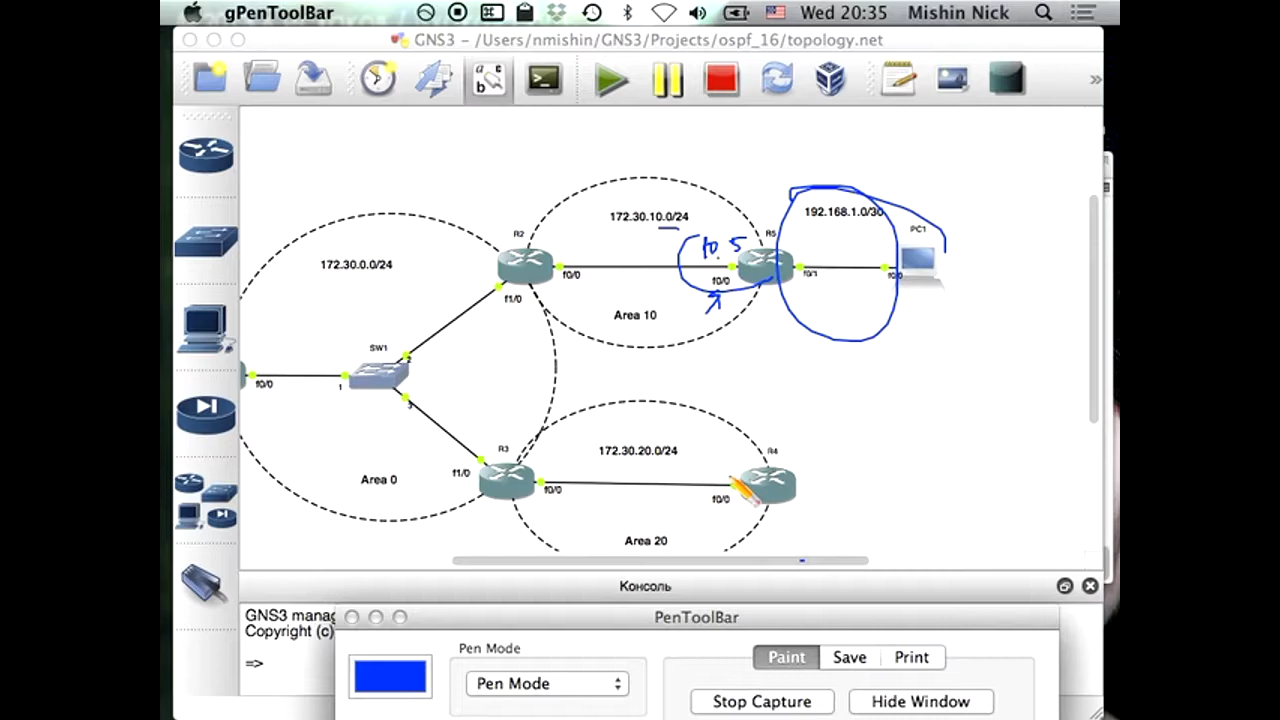 gPenToolBar
Wed 20:35
Mishin Nick
GNS3 – /Users/nmishin/GNS3/Projects/ospf_16/topology.net
a c
b
»
172.30.10.0/24
192.168.1.0/30
R2
R5
PC1
10.5
172.30.0.0/24
f0/0
f0/0
f0/1
f0/0
f1/0
Area 10
SW1
2
f0/0
1
3
R3
172.30.20.0/24
R4
f1/0
Area 0
f0/0
f0/0
Area 20
Консоль
GNS3 manag
Copyright (c)
=>
PenToolBar
Pen Mode
Pen Mode
Paint
Save
Print
Stop Capture
Hide Window